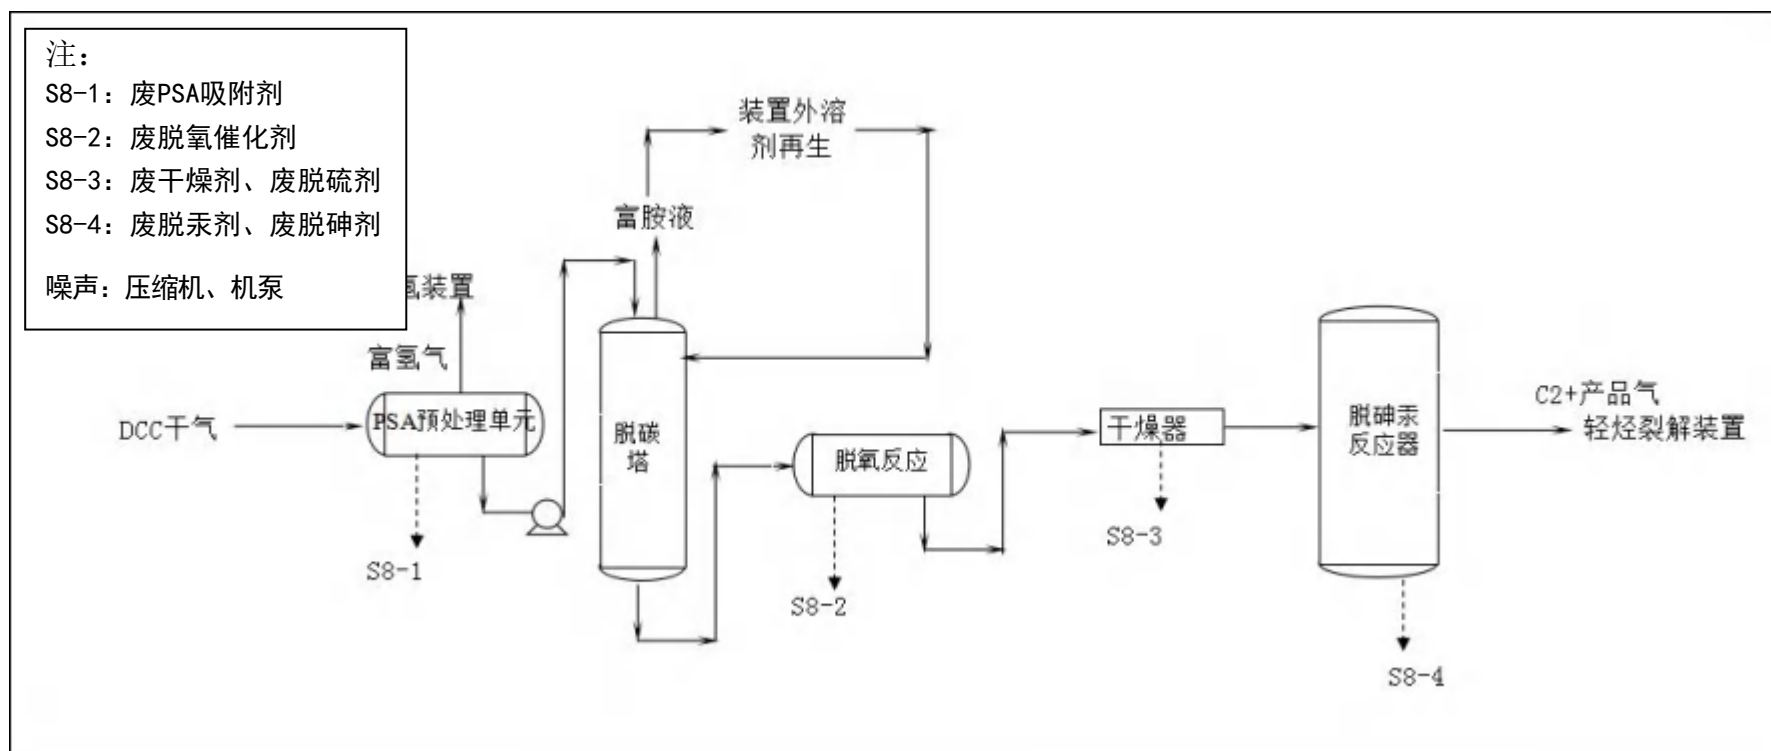 注：
S8-1：废PSA吸附剂
S8-2：废脱氧催化剂
S8-3：废干燥剂、废脱硫剂
S8-4：废脱汞剂、废脱砷剂
噪声：压缩机、机泵
氢装置
富氢气
DCC干气
PSA预处理单元
S8-1
装置外溶
剂再生
富胺液
脱碳
塔
脱氧反应
S8-2
干燥器
S8-3
脱砷汞
反应器
S8-4
C2+产品气
轻烃裂解装置